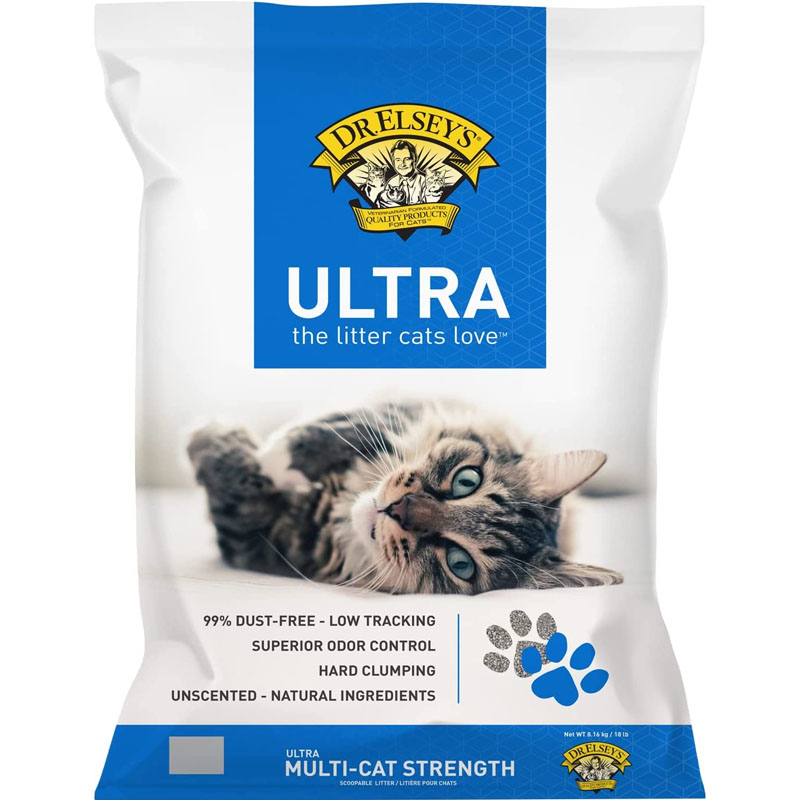 DR. ELSEY'S®
VETERINARIAN FORMULATED
QUALITY PRODUCTS
FOR CATS™
ULTRA
the litter cats love™
99% DUST-FREE - LOW TRACKING
SUPERIOR ODOR CONTROL
HARD CLUMPING
UNSCENTED - NATURAL INGREDIENTS
Net WT 8.16 kg / 18 lb
ULTRA
MULTI-CAT STRENGTH
SCOOPABLE LITTER / LITIÈRE POUR CHATS
DR. ELSEY'S